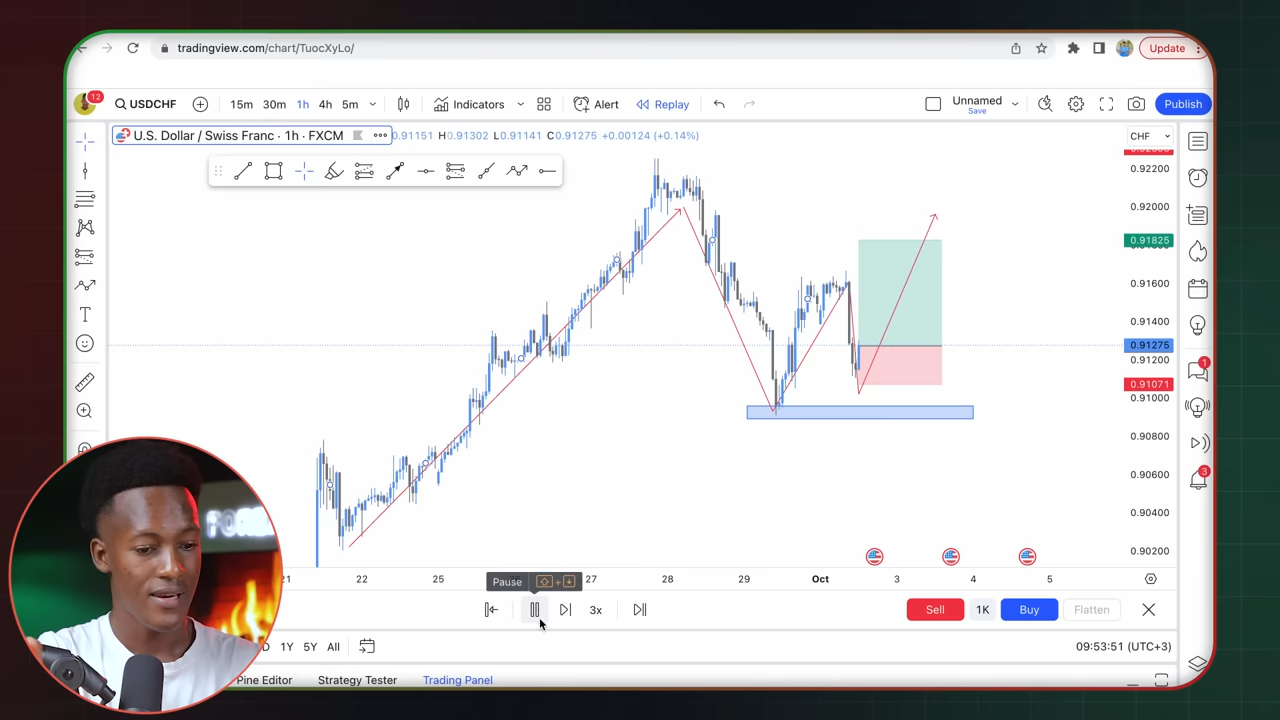 tradingview.com/chart/TuocXyLo/
Update
12
USDCHF
15m 30m 1h 4h 5m
Indicators
Alert
Replay
Unnamed
Save
Publish
U.S. Dollar / Swiss Franc · 1h · FXCM
0.91151 H0.91302 L0.91141 C0.91275 +0.00124 (+0.14%)
CHF
0.92200
0.92000
0.91825
0.91600
0.91400
0.91275
0.91200
0.91071
0.91000
0.90800
0.90600
0.90400
0.90200
1
3
21 22 25 27 28 29 Oct 3 4 5
Pause
+
3x
Sell
1K
Buy
Flatten
1Y 5Y All
09:53:51 (UTC+3)
Pine Editor
Strategy Tester
Trading Panel